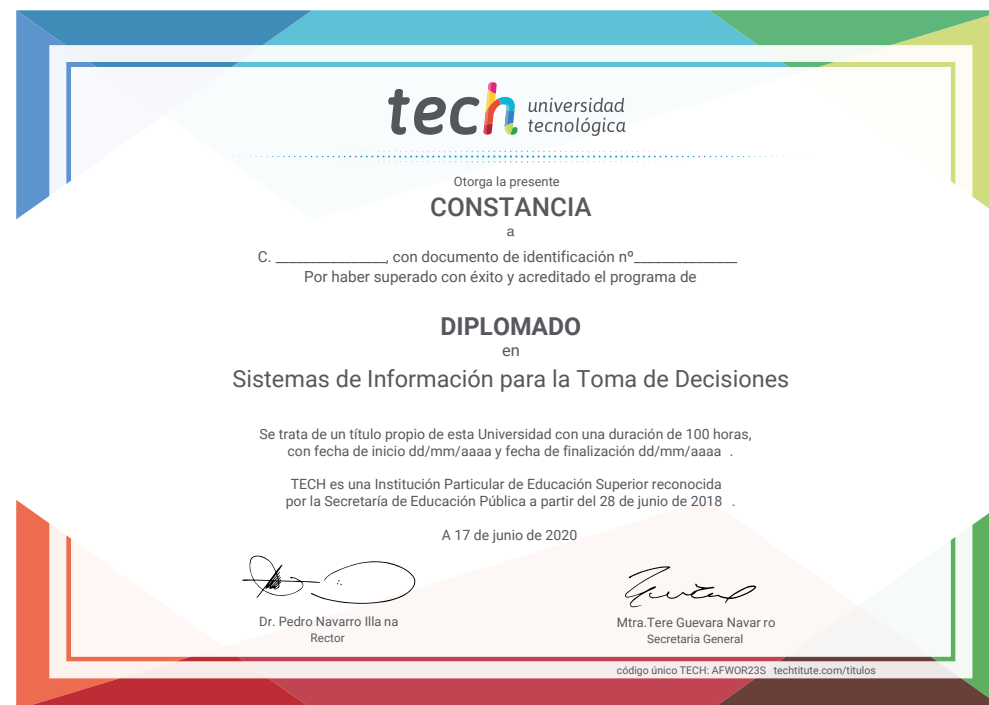 tech universidad
tecnológica
Otorga la presente
CONSTANCIA
a
C. ________________, con documento de identificación nº_______________
Por haber superado con éxito y acreditado el programa de
DIPLOMADO
en
Sistemas de Información para la Toma de Decisiones
Se trata de un título propio de esta Universidad con una duración de 100 horas,
con fecha de inicio dd/mm/aaaa y fecha de finalización dd/mm/aaaa .
TECH es una Institución Particular de Educación Superior reconocida
por la Secretaría de Educación Pública a partir del 28 de junio de 2018 .
A 17 de junio de 2020
Dr. Pedro Navarro Illa na
Rector
Mtra.Tere Guevara Navar ro
Secretaria General
código único TECH: AFWOR23S techtitute.com/titulos